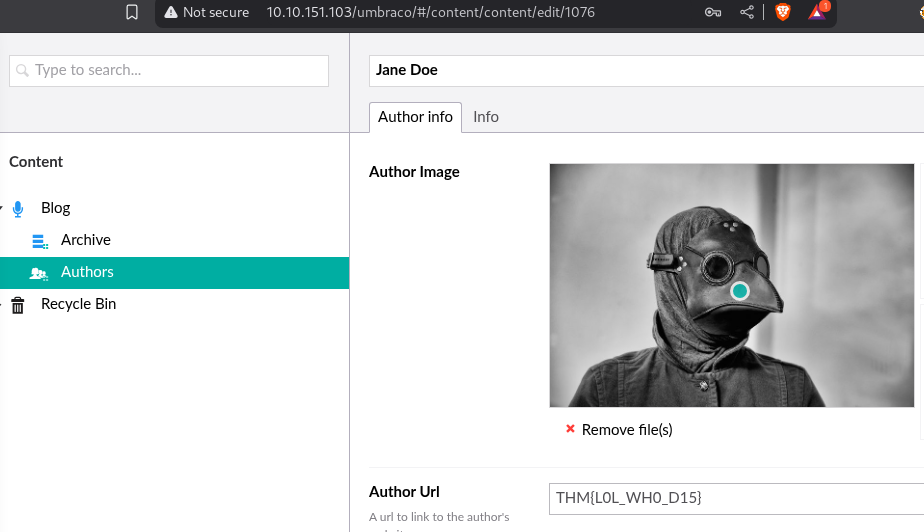 Not secure 10.10.151.103/umbraco/#/content/content/edit/1076
1
Type to search...
Jane Doe
Author info Info
Content
Author Image
Blog
Archive
Authors
Recycle Bin
Remove file(s)
Author Url
THM{L0L_WH0_D15}
A url to link to the author's